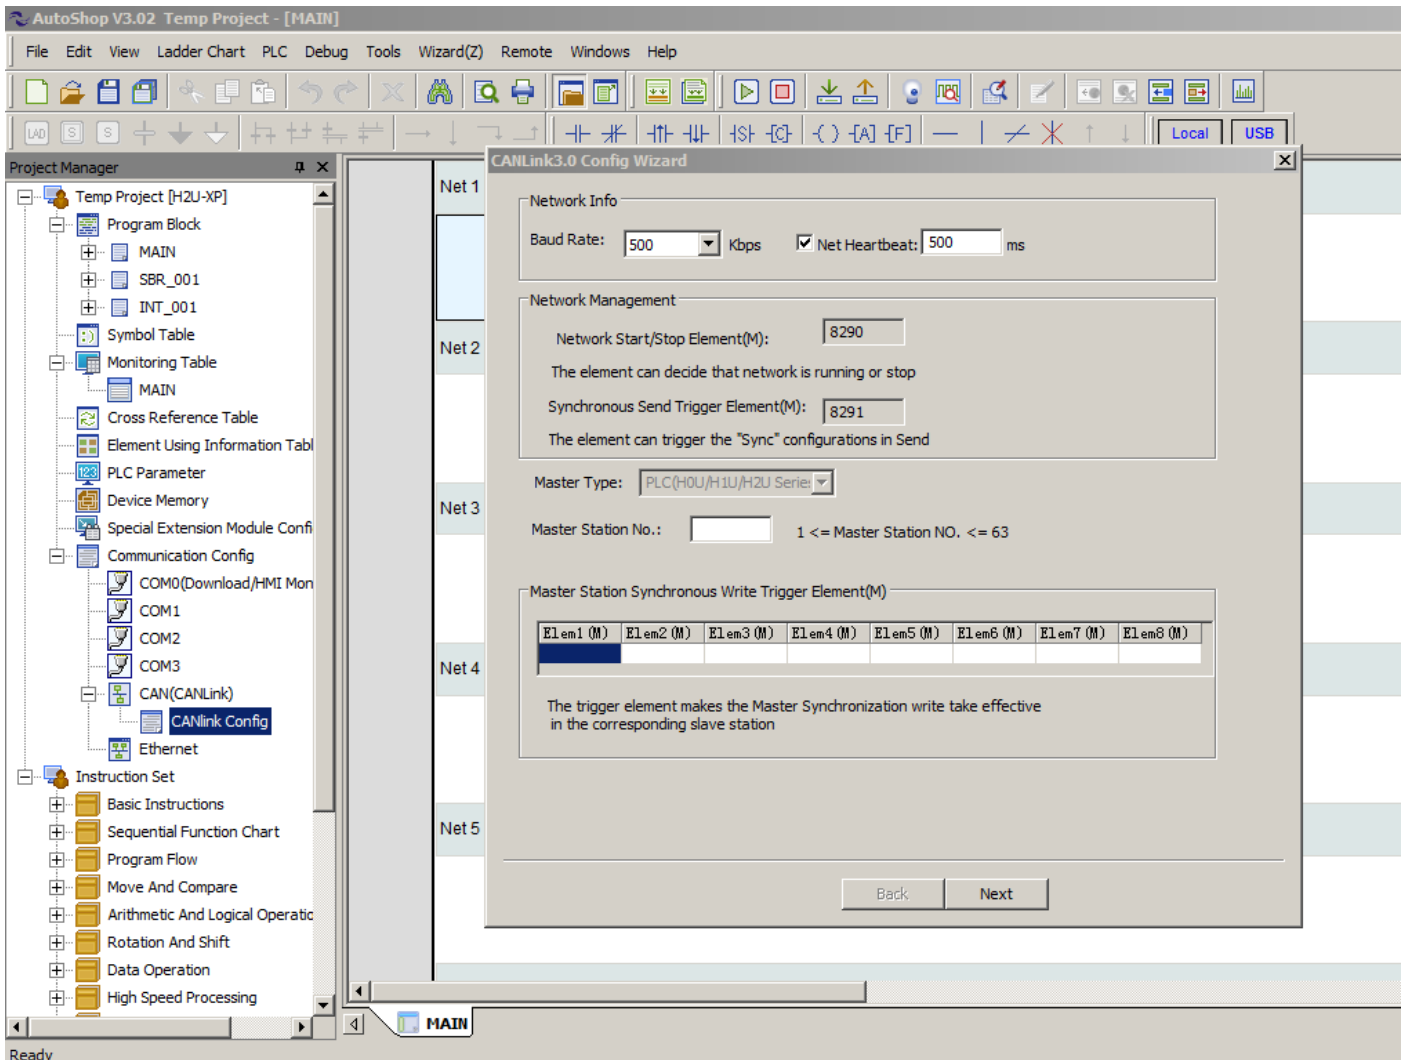 AutoShop V3.02 Temp Project - [MAIN]
File Edit View Ladder Chart PLC Debug Tools Wizard(Z) Remote Windows Help
LAD S S Local USB
Project Manager
Temp Project [H2U-XP]
Program Block
MAIN
SBR_001
INT_001
Symbol Table
Monitoring Table
MAIN
Cross Reference Table
Element Using Information Tabl
PLC Parameter
Device Memory
Special Extension Module Confi
Communication Config
COM0(Download/HMI Mon
COM1
COM2
COM3
CAN(CANLink)
CANlink Config
Ethernet
Instruction Set
Basic Instructions
Sequential Function Chart
Program Flow
Move And Compare
Arithmetic And Logical Operatic
Rotation And Shift
Data Operation
High Speed Processing
Net 1
Net 2
Net 3
Net 4
Net 5
CANLink3.0 Config Wizard
Network Info
Baud Rate: 500 Kbps Net Heartbeat: 500 ms
Network Management
Network Start/Stop Element(M): 8290
The element can decide that network is running or stop
Synchronous Send Trigger Element(M): 8291
The element can trigger the "Sync" configurations in Send
Master Type: PLC(H0U/H1U/H2U Series
Master Station No.: 1 <= Master Station NO. <= 63
Master Station Synchronous Write Trigger Element(M)
Elem1(M) Elem2(M) Elem3(M) Elem4(M) Elem5(M) Elem6(M) Elem7(M) Elem8(M)
The trigger element makes the Master Synchronization write take effective
in the corresponding slave station
Back Next
MAIN
Ready